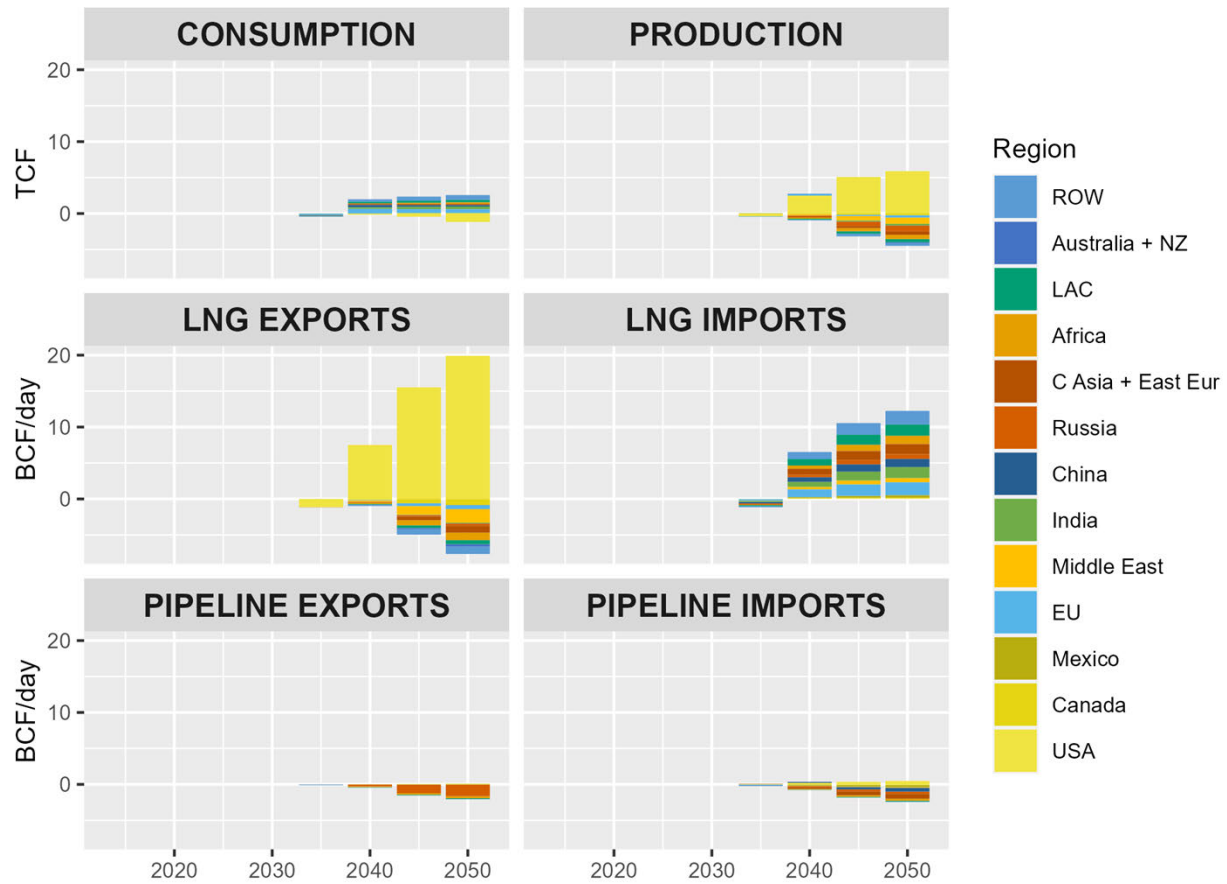 CONSUMPTION
PRODUCTION
TCF
20
10
0
LNG EXPORTS
LNG IMPORTS
BCF/day
20
10
0
PIPELINE EXPORTS
PIPELINE IMPORTS
BCF/day
20
10
0
2020 2030 2040 2050
2020 2030 2040 2050
Region
ROW
Australia + NZ
LAC
Africa
C Asia + East Eur
Russia
China
India
Middle East
EU
Mexico
Canada
USA